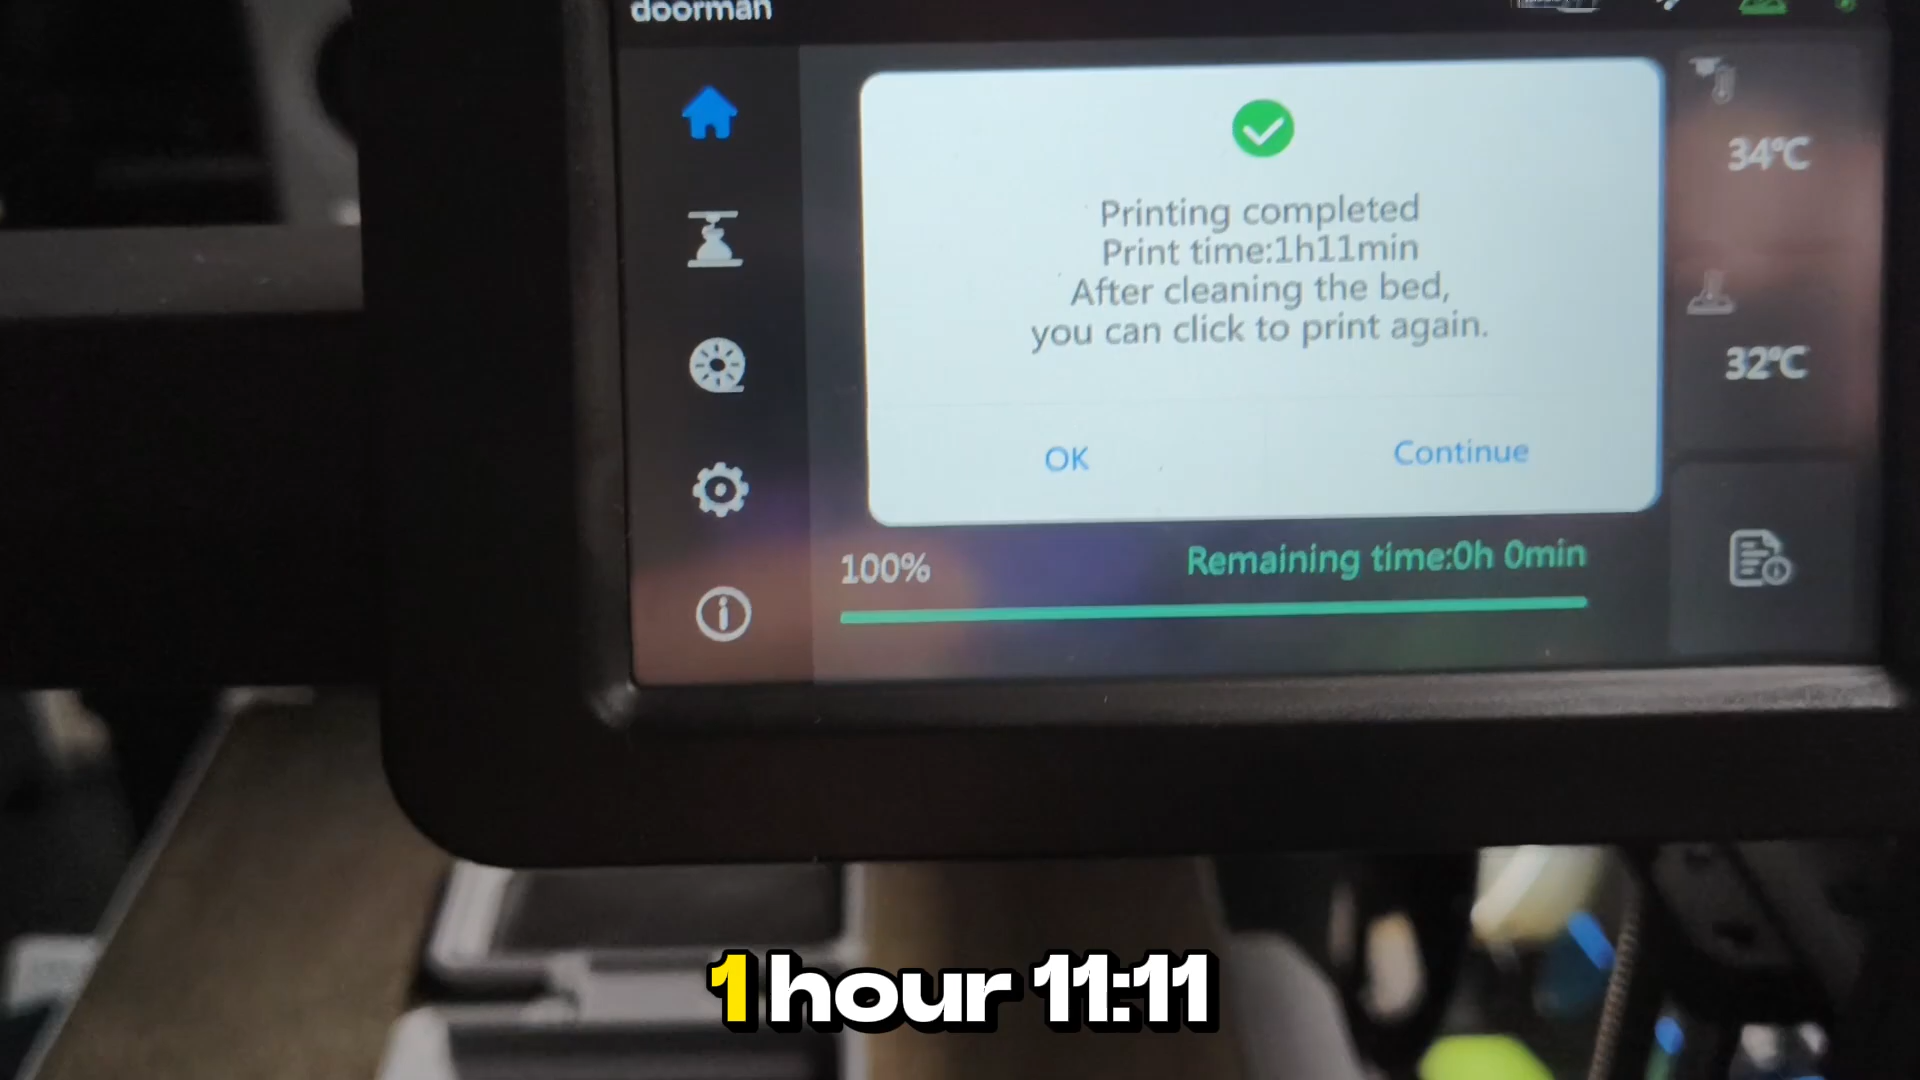 doorman
34℃
Printing completed
Print time:1h11min
After cleaning the bed,
you can click to print again.
32℃
OK
Continue
100%
Remaining time:0h 0min
1 hour 11:11